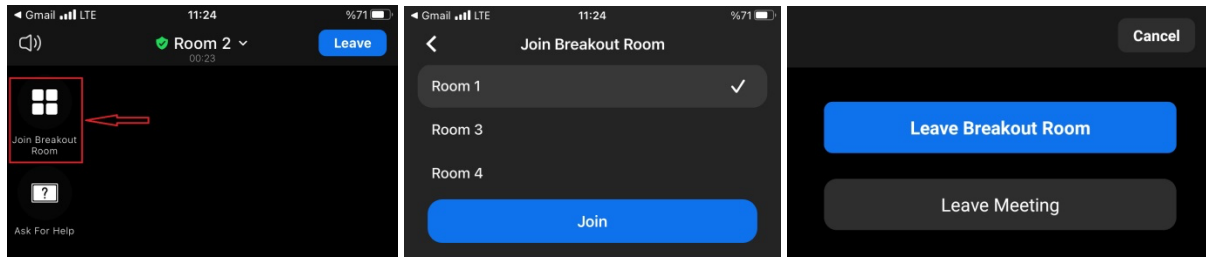 ◄ Gmail LTE 11:24 %71
Room 2
Leave
00:23
Join Breakout
Room
?
Ask For Help
◄ Gmail LTE 11:24 %71
Join Breakout Room
Room 1
Room 3
Room 4
Join
Cancel
Leave Breakout Room
Leave Meeting